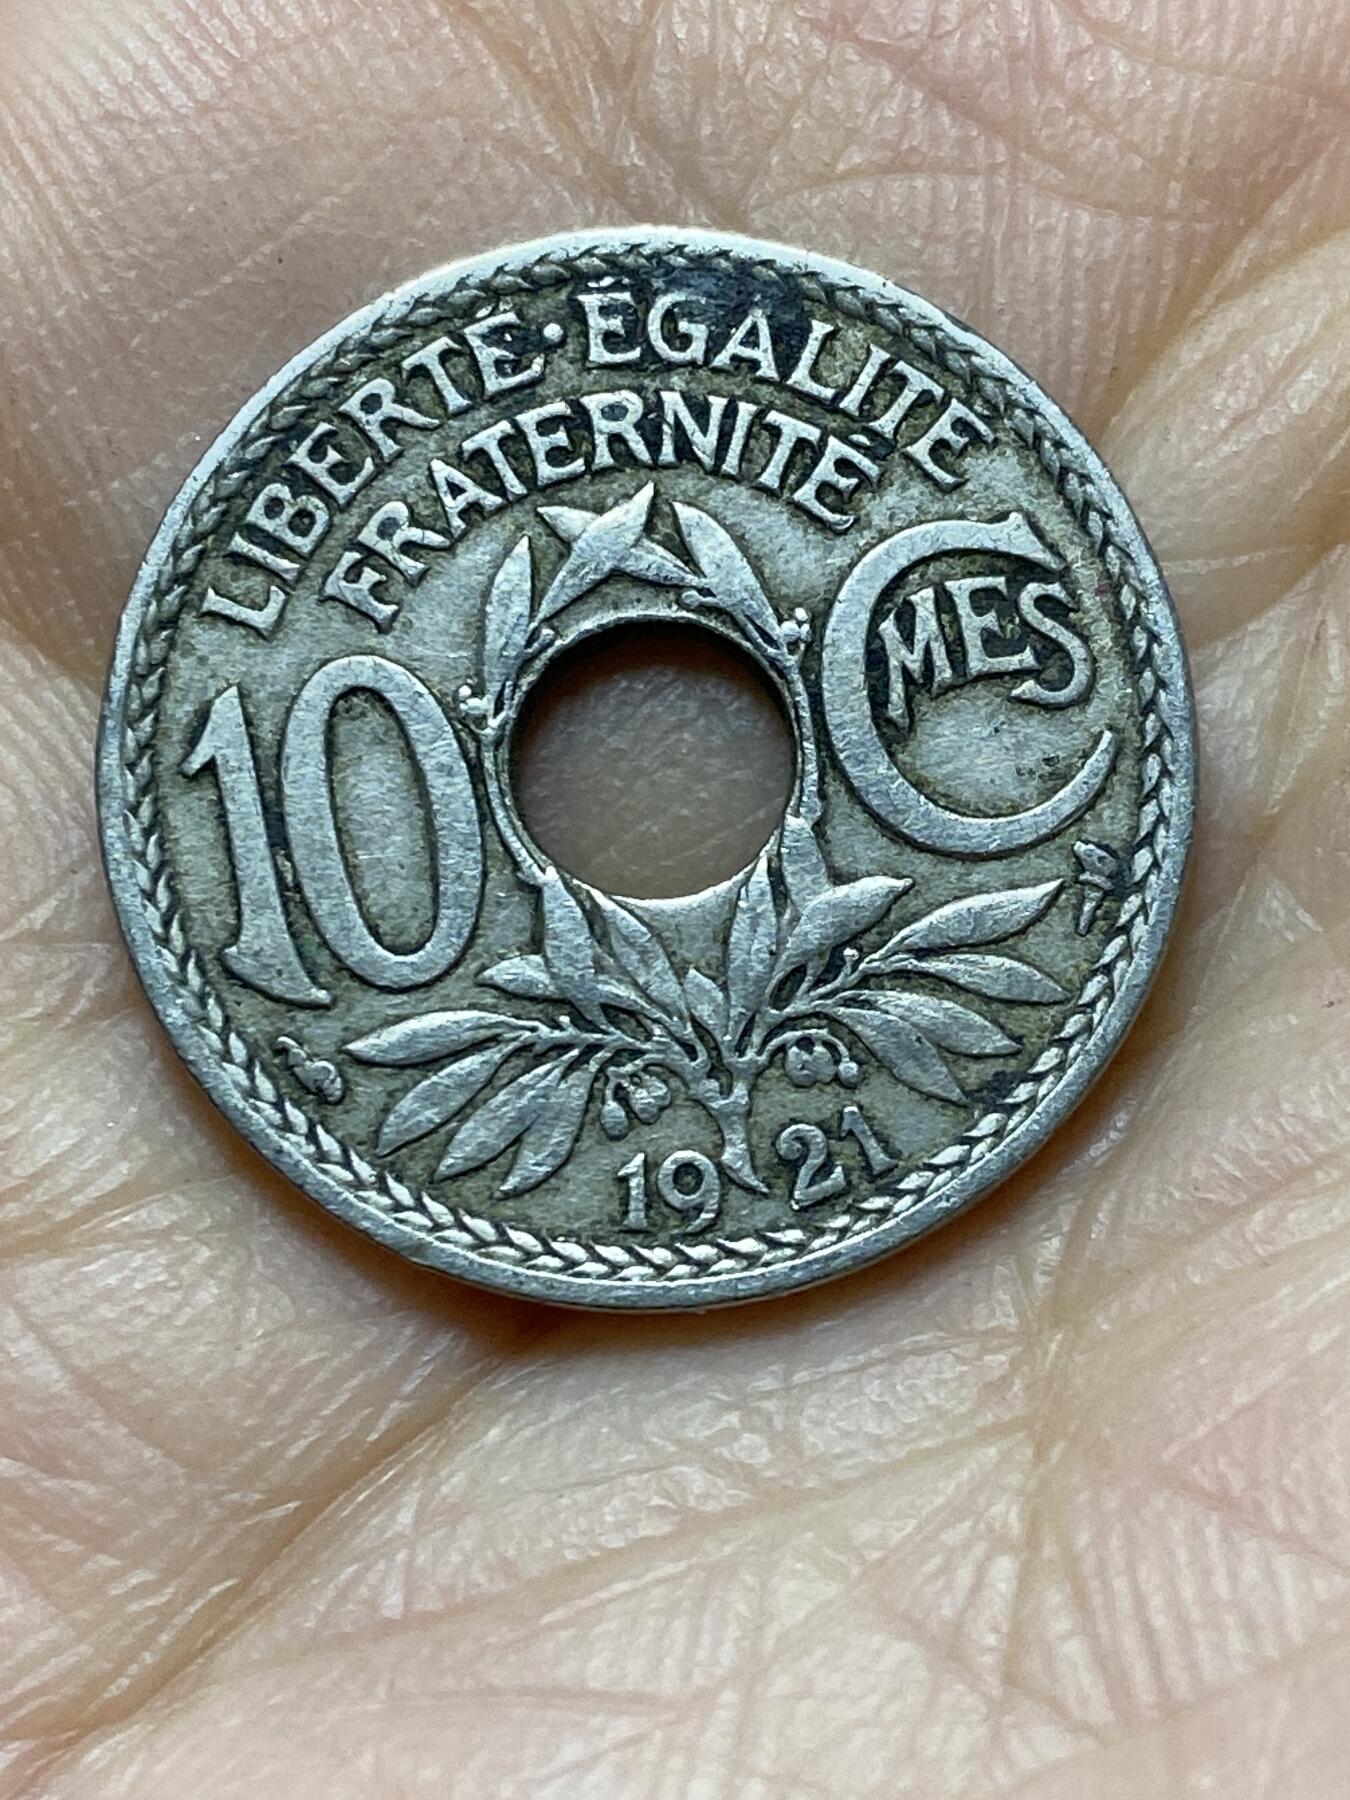 LIBERTÉ · ÉGALITÉ
FRATERNITÉ
10 CMES
1921